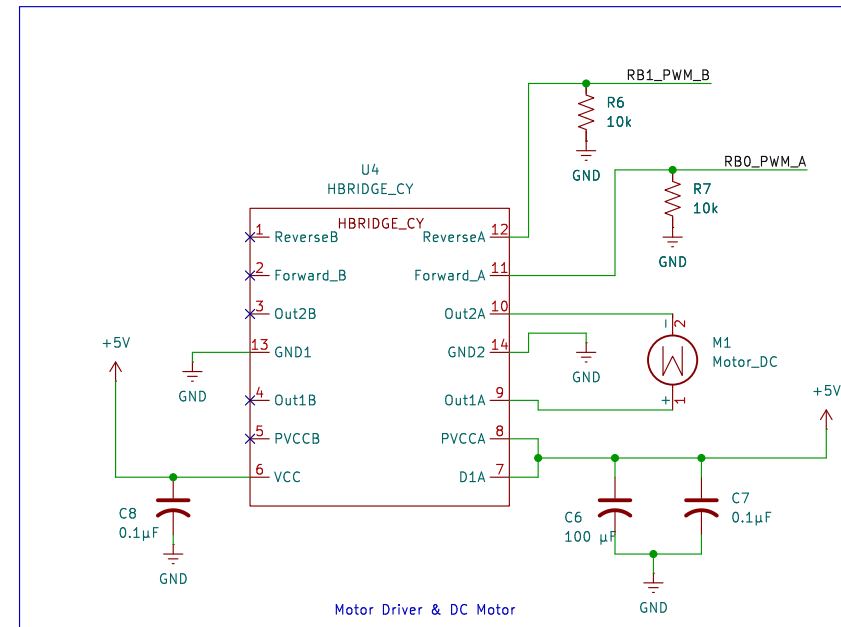 RB1_PWM_B
R6
10k
GND
RB0_PWM_A
R7
10k
GND
U4
HBRIDGE_CY
HBRIDGE_CY
1 ReverseB
ReverseA 12
2 Forward_B
Forward_A 11
3 Out2B
Out2A 10
13 GND1
GND2 14
4 Out1B
Out1A 9
5 PVCCB
PVCCA 8
6 VCC
D1A 7
+5V
GND
GND
- 2
M1
Motor_DC
+ 1
+5V
C8
0.1µF
GND
C6
100 µF
C7
0.1µF
GND
Motor Driver & DC Motor